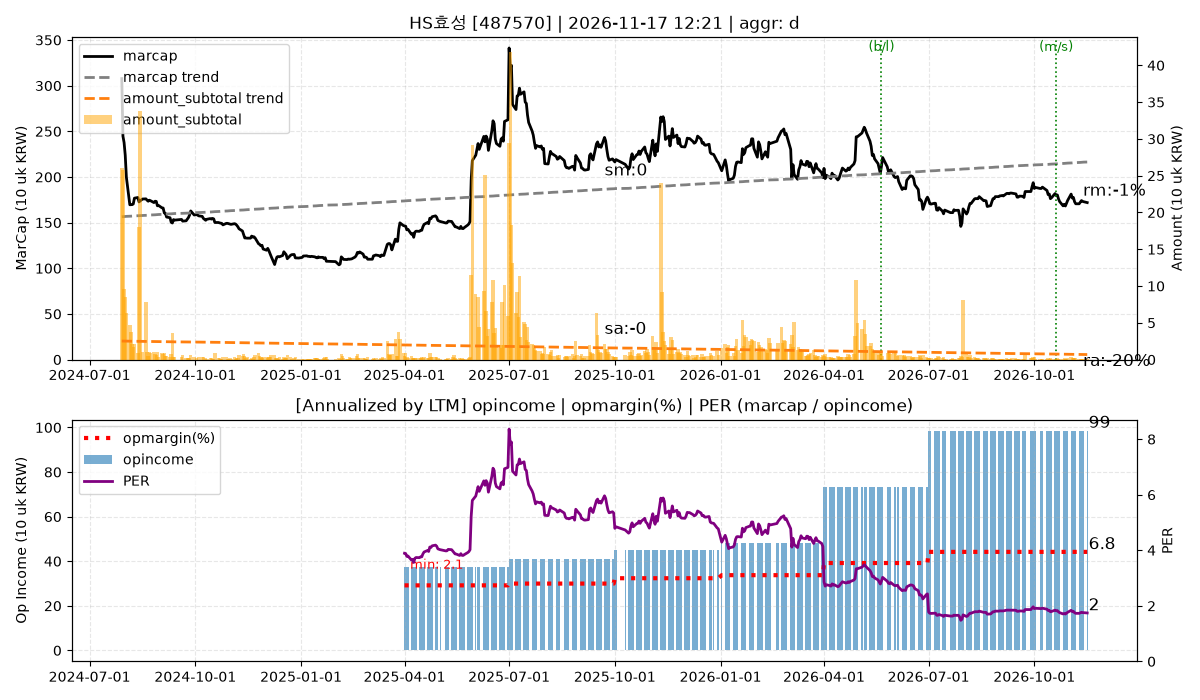 HS효성 [487570] | 2026-11-17 12:21 | aggr: d
350
300
250
200
150
100
50
0
MarCap (10 uk KRW)
marcap
marcap trend
amount_subtotal trend
amount_subtotal
(b/l)
(m/s)
sm:0
sa:-0
rm:-1%
ra:-20%
40
35
30
25
20
15
10
5
0
Amount (10 uk KRW)
2024-07-01 2024-10-01 2025-01-01 2025-04-01 2025-07-01 2025-10-01 2026-01-01 2026-04-01 2026-07-01 2026-10-01
[Annualized by LTM] opincome | opmargin(%) | PER (marcap / opincome)
100
80
60
40
20
0
Op Income (10 uk KRW)
opmargin(%)
opincome
PER
min: 2.1
99
6.8
2
8
6
4
2
0
PER
2024-07-01 2024-10-01 2025-01-01 2025-04-01 2025-07-01 2025-10-01 2026-01-01 2026-04-01 2026-07-01 2026-10-01